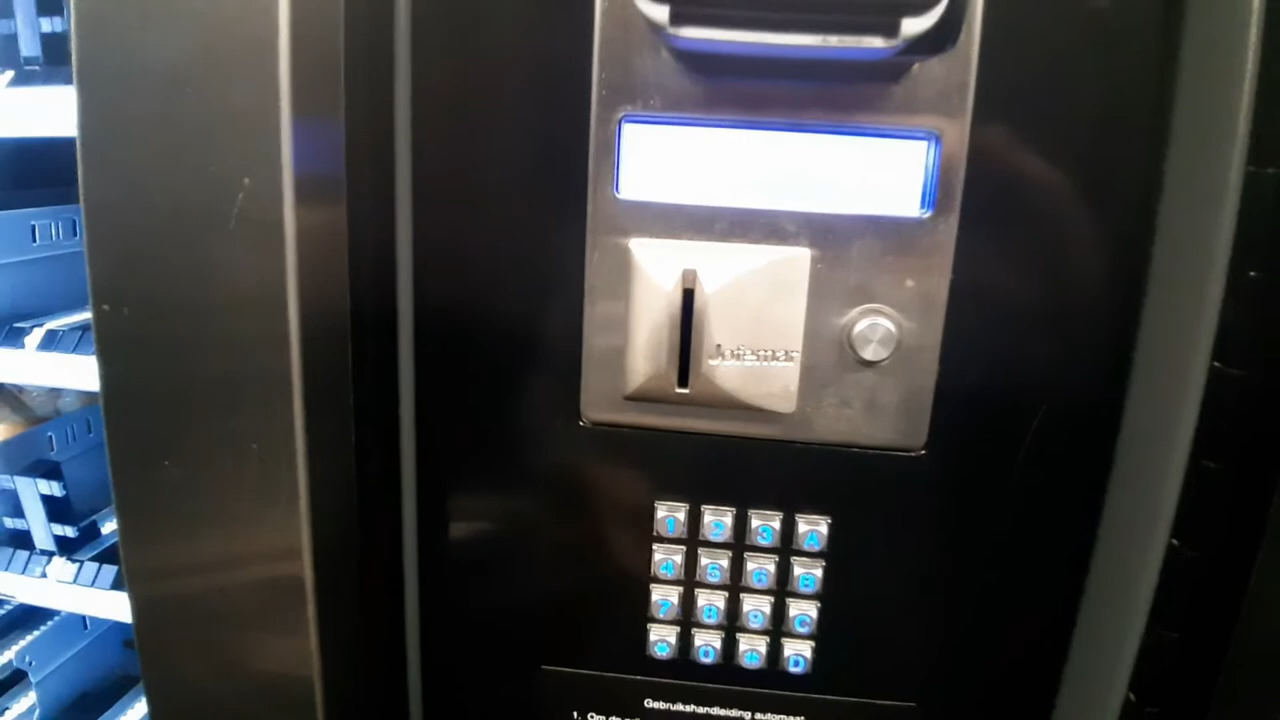 Jofemar
1 2 3 A
4 5 6 B
7 8 9 C
* 0 # D
Gebruikshandleiding automaat
1. Om de